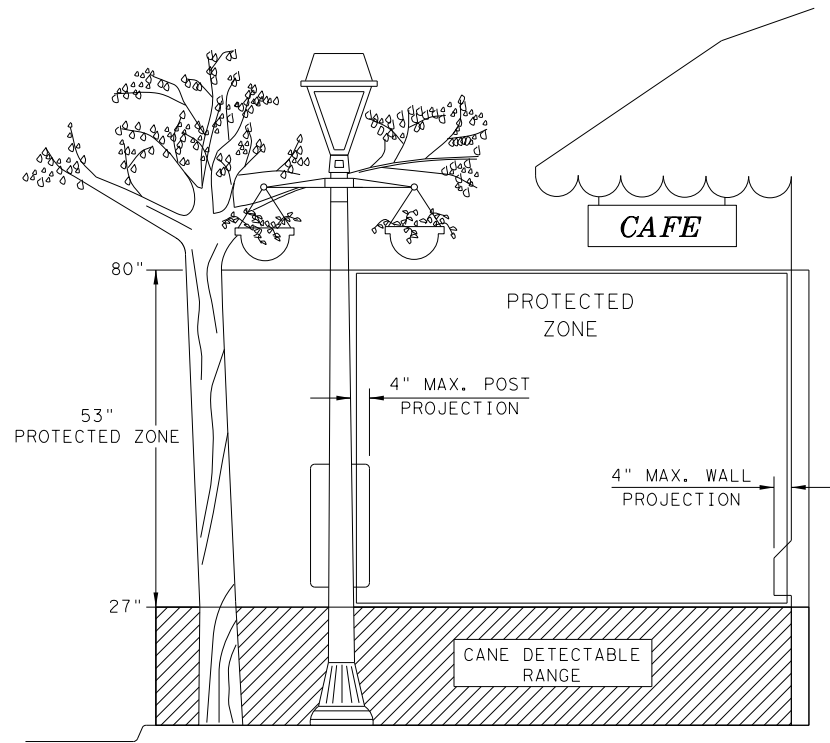 CAFE
80"
PROTECTED
ZONE
4" MAX. POST
PROJECTION
53"
PROTECTED ZONE
4" MAX. WALL
PROJECTION
27"
CANE DETECTABLE
RANGE